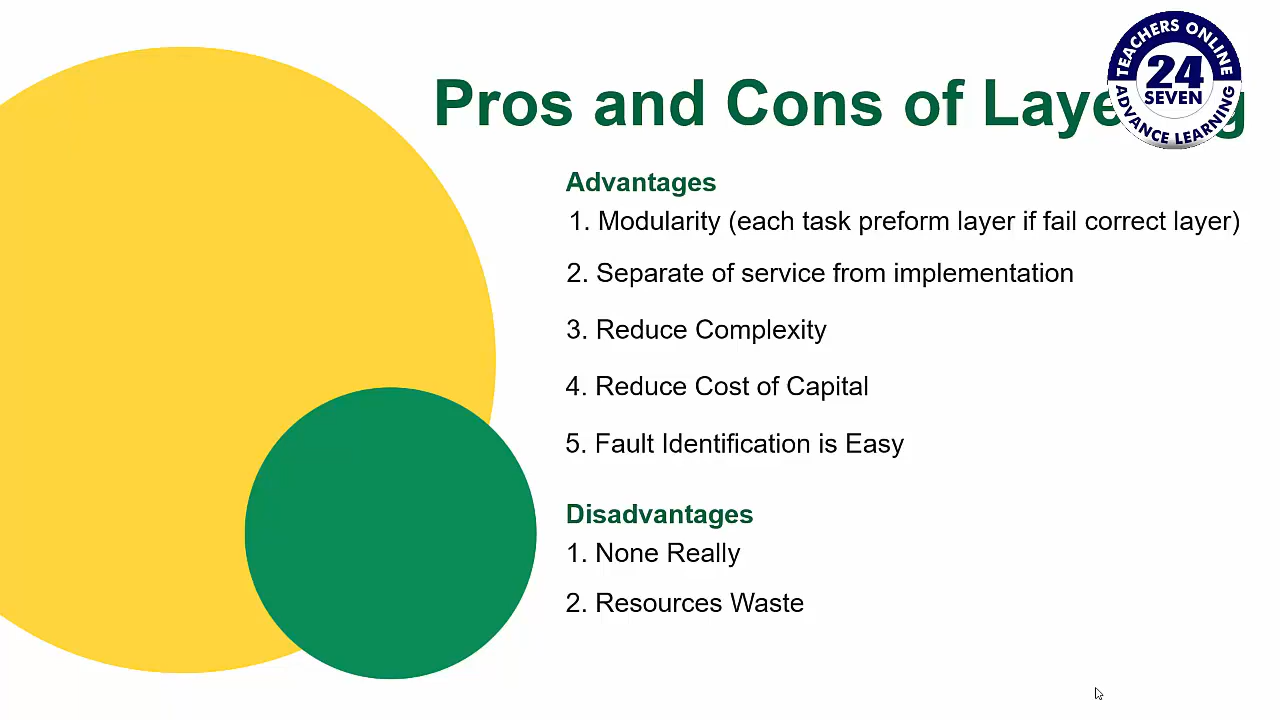 TEACHERS ONLINE
24
SEVEN
ADVANCE LEARNING
Pros and Cons of
Advantages
1. Modularity (each task preform layer if fail correct layer)
2. Separate of service from implementation
3. Reduce Complexity
4. Reduce Cost of Capital
5. Fault Identification is Easy
Disadvantages
1. None Really
2. Resources Waste